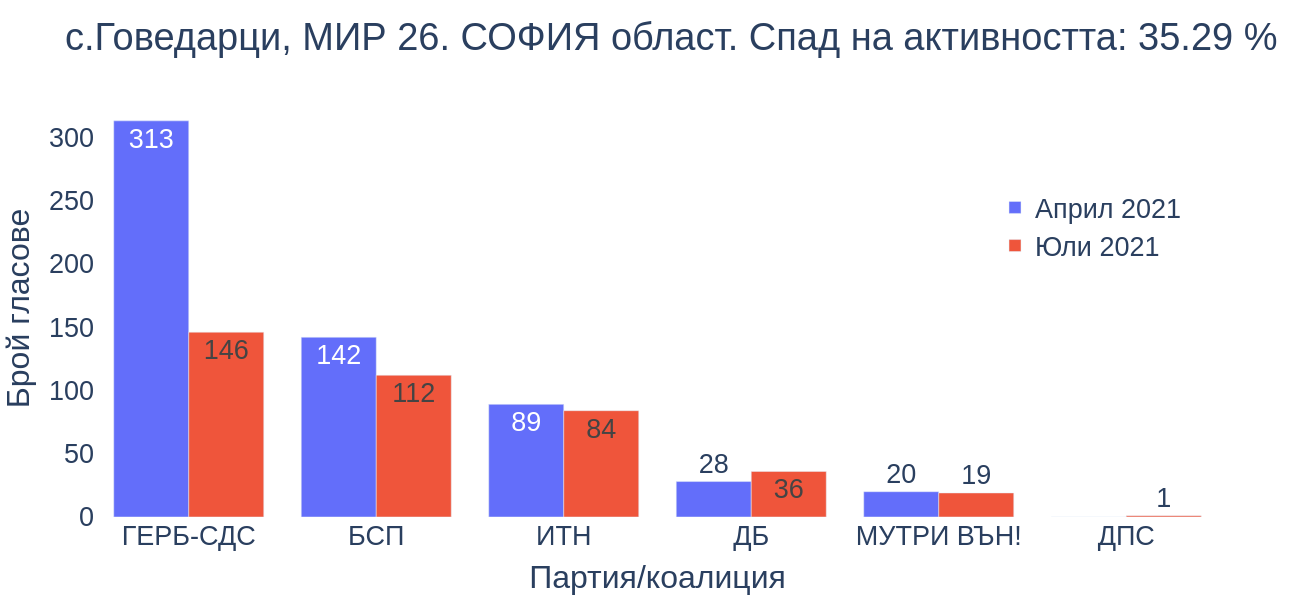 с.Говедарци, МИР 26. СОФИЯ област. Спад на активността: 35.29 %
Брой гласове
300
250
200
150
100
50
0
313
146
142
112
89
84
28
36
20
19
1
Април 2021
Юли 2021
ГЕРБ-СДС
БСП
ИТН
ДБ
МУТРИ ВЪН!
ДПС
Партия/коалиция